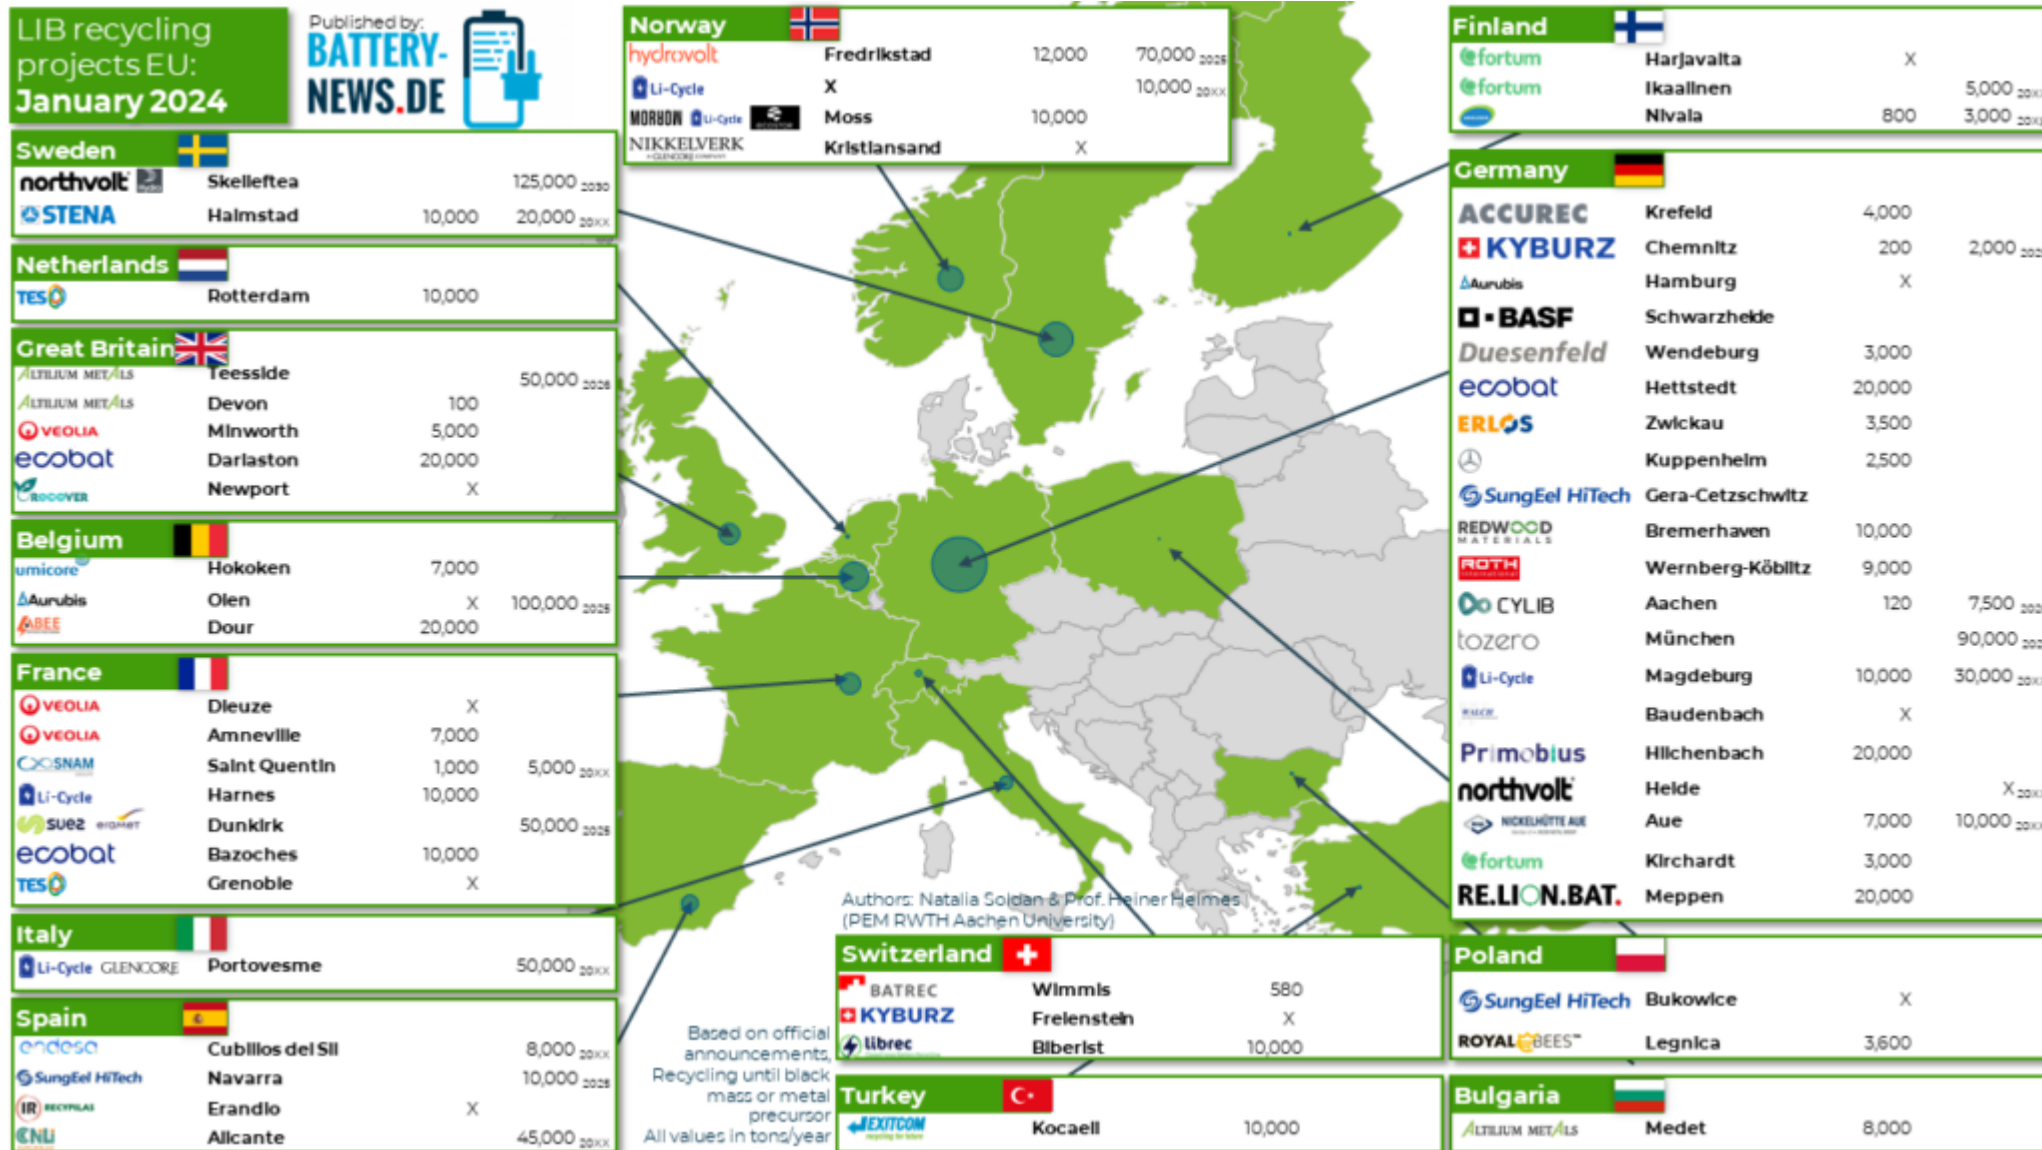 LIB recycling
projects EU:
January 2024
Published by:
BATTERY-
NEWS.DE
Sweden
northvolt Skelleftea 125,000 2030
STENA Halmstad 10,000 20,000 20XX
Netherlands
TES Rotterdam 10,000
Great Britain
ALTILIUM METALS Teesside 50,000 2025
ALTILIUM METALS Devon 100
VEOLIA Minworth 5,000
ecobat Darlaston 20,000
RECOVER Newport X
Belgium
umicore Hokoken 7,000
Aurubis Olen X 100,000 2025
ABEE Dour 20,000
France
VEOLIA Dieuze X
VEOLIA Amneville 7,000
SNAM Saint Quentin 1,000 5,000 20XX
Li-Cycle Harnes 10,000
suez eramet Dunkirk 50,000 2025
ecobat Bazoches 10,000
TES Grenoble X
Italy
Li-Cycle GLENCORE Portovesme 50,000 20XX
Spain
endesa Cubillos del Sil 8,000 20XX
SungEel HiTech Navarra 10,000 2025
IR RECYPILAS Erandio X
Alicante 45,000 20XX
Norway
hydrovolt Fredrikstad 12,000 70,000 2025
Li-Cycle X 10,000 20XX
MORROW Li-Cycle Moss 10,000
NIKKELVERK Kristiansand X
A GLENCORE COMPANY
Authors: Natalia Soldan & Prof. Heiner Heimes
(PEM RWTH Aachen University)
Based on official
announcements,
Recycling until black
mass or metal
precursor
All values in tons/year
Switzerland
BATREC Wimmis 580
KYBURZ Freienstein X
librec Biberist 10,000
Turkey
EXITCOM Kocaeli 10,000
Finland
fortum Harjavalta X
fortum Ikaalinen 5,000
Nivala 800 3,000
Germany
ACCUREC Krefeld 4,000
KYBURZ Chemnitz 200 2,000
Aurubis Hamburg X
BASF Schwarzheide
Duesenfeld Wendeburg 3,000
ecobat Hettstedt 20,000
ERLOS Zwickau 3,500
Kuppenheim 2,500
SungEel HiTech Gera-Cetzschwitz
REDWOOD Bremerhaven 10,000
MATERIALS
ROTH Wernberg-Köblitz 9,000
CYLIB Aachen 120 7,500
tozero München 90,000
Li-Cycle Magdeburg 10,000 30,000 20XX
Baudenbach X
Primobius Hilchenbach 20,000
northvolt Heide X 20XX
NICKELHÜTTE AUE Aue 7,000 10,000 20XX
fortum Kirchardt 3,000
RE.LION.BAT. Meppen 20,000
Poland
SungEel HiTech Bukowice X
ROYAL BEES™ Legnica 3,600
Bulgaria
ALTILIUM METALS Medet 8,000